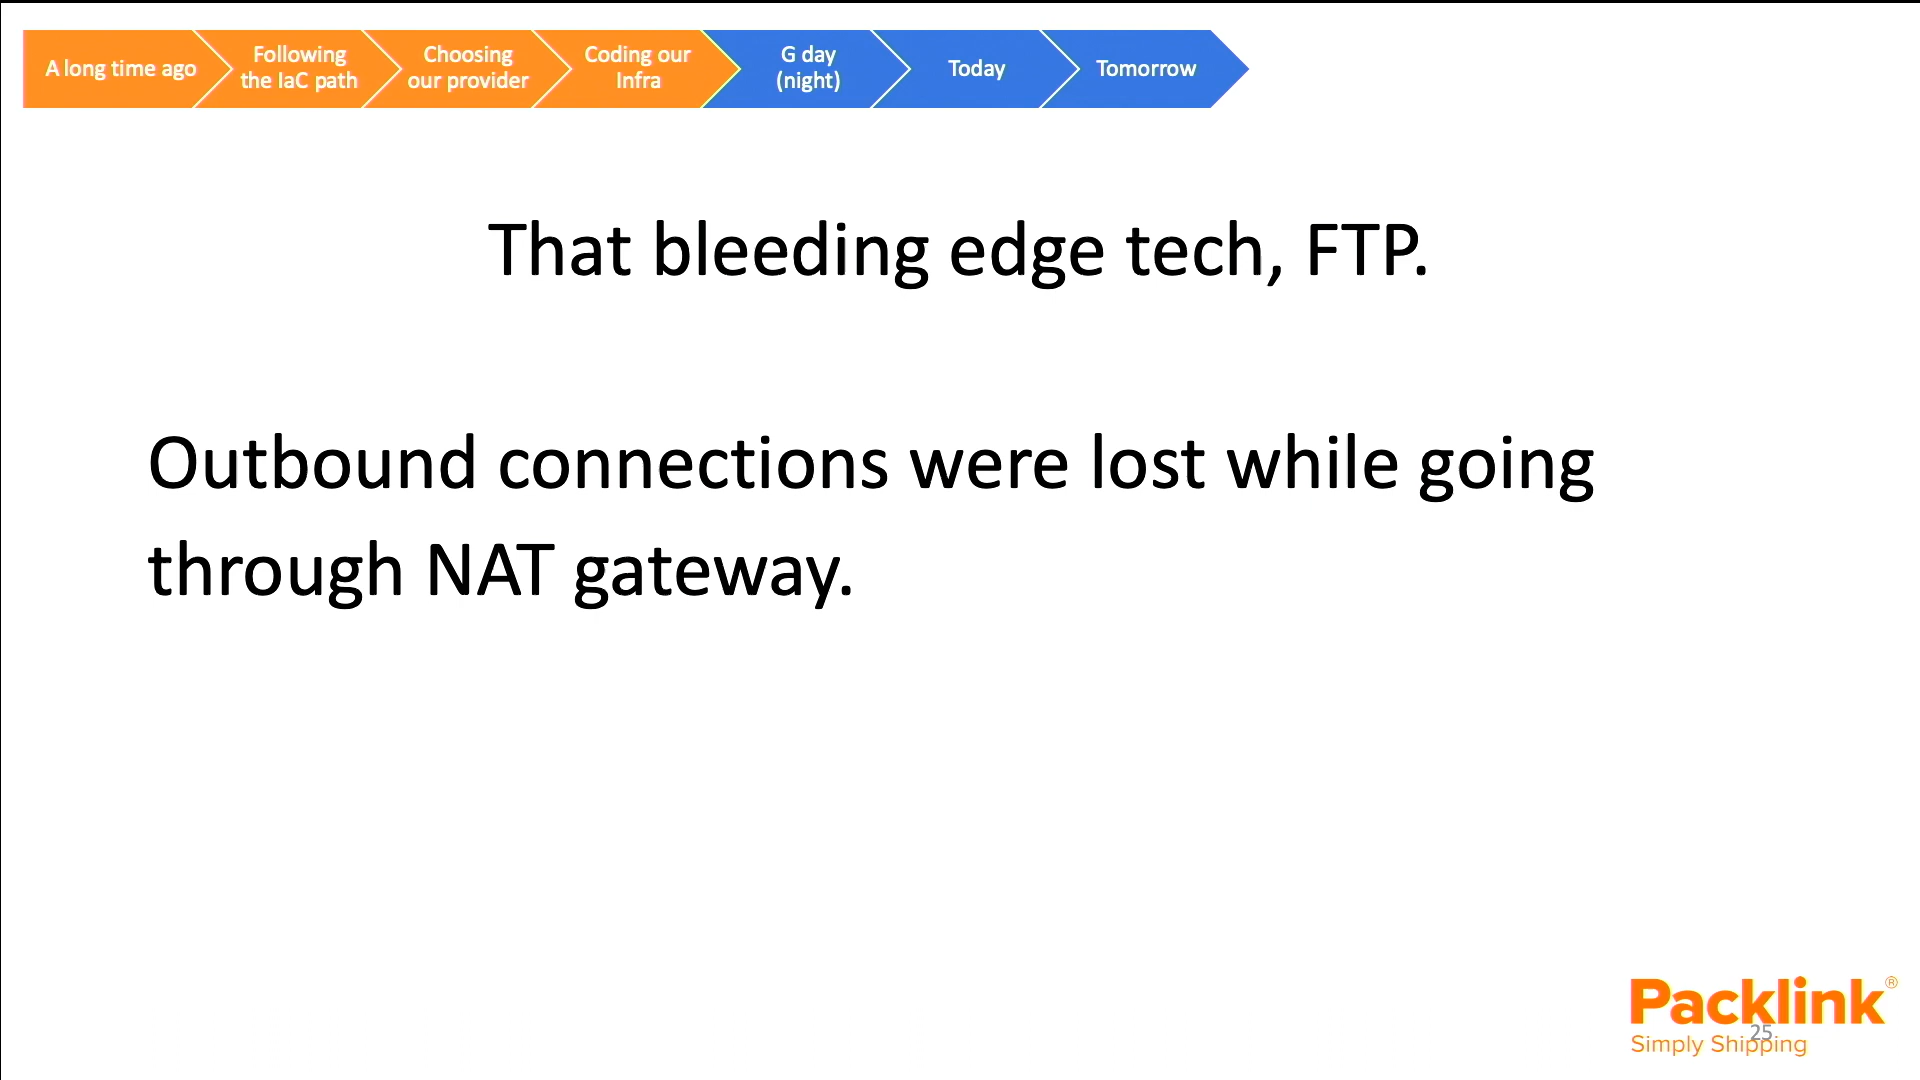 A long time ago
Following
the IaC path
Choosing
our provider
Coding our
Infra
G day
(night)
Today
Tomorrow
That bleeding edge tech, FTP.
Outbound connections were lost while going
through NAT gateway.
Packlink®
25
Simply Shipping